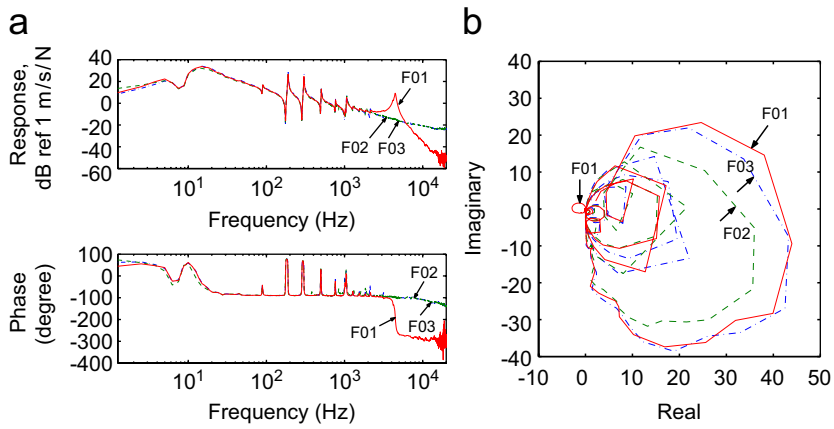 a
b
Response,
dB ref 1 m/s/N
40
20
0
-20
-40
-60
F01
F02
F03
10^1
10^2
10^3
10^4
Frequency (Hz)
Phase
(degree)
100
0
-100
-200
-300
-400
F02
F01
F03
10^1
10^2
10^3
10^4
Frequency (Hz)
Imaginary
40
30
20
10
0
-10
-20
-30
-40
F01
F01
F03
F02
-10
0
10
20
30
40
50
Real